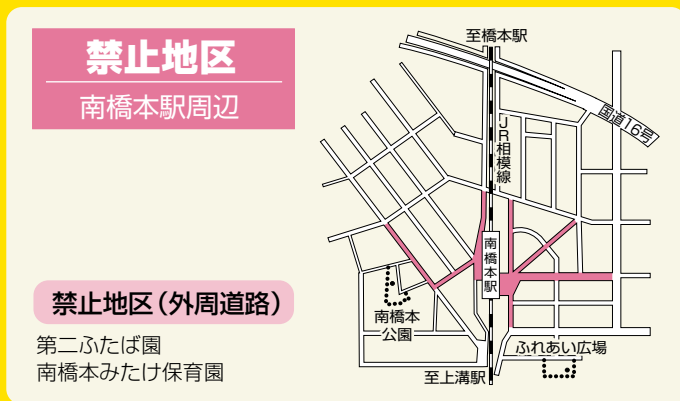 禁止地区
南橋本駅周辺
至橋本駅
国道16号
JR相模線
南橋本駅
禁止地区(外周道路)
第二ふたば園
南橋本みたけ保育園
南橋本
公園
ふれあい広場
至上溝駅